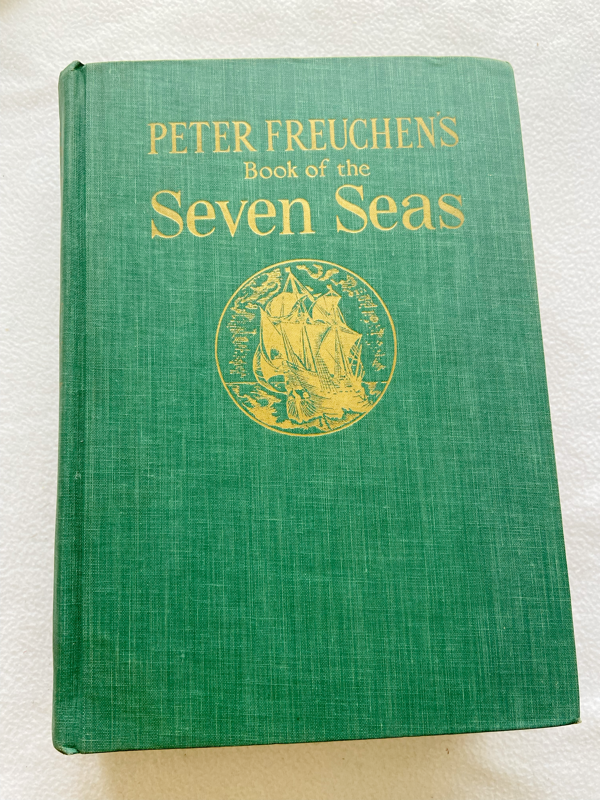 PETER FREUCHEN'S
Book of the
Seven Seas